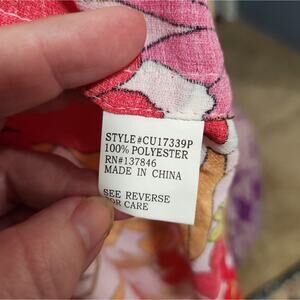 STYLE#CU17339P
100% POLYESTER
RN#137846
MADE IN CHINA
SEE REVERSE
FOR CARE